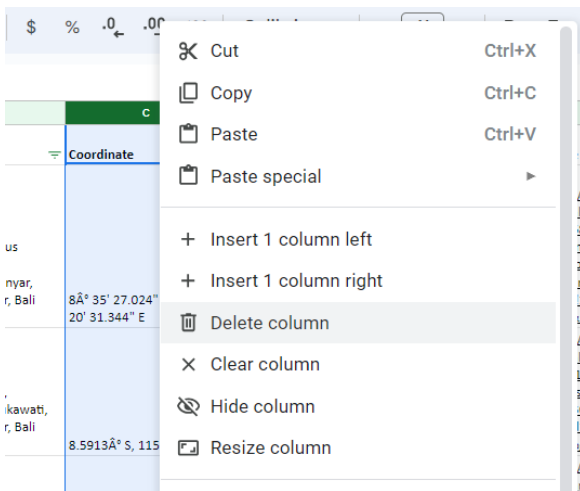 $ % .0 .00
Cut Ctrl+X
Copy Ctrl+C
Paste Ctrl+V
Paste special
Insert 1 column left
Insert 1 column right
Delete column
Clear column
Hide column
Resize column
C
Coordinate
us
nyar,
r, Bali
8Â° 35' 27.024"
20' 31.344" E
kawati,
r, Bali
8.5913Â° S, 115